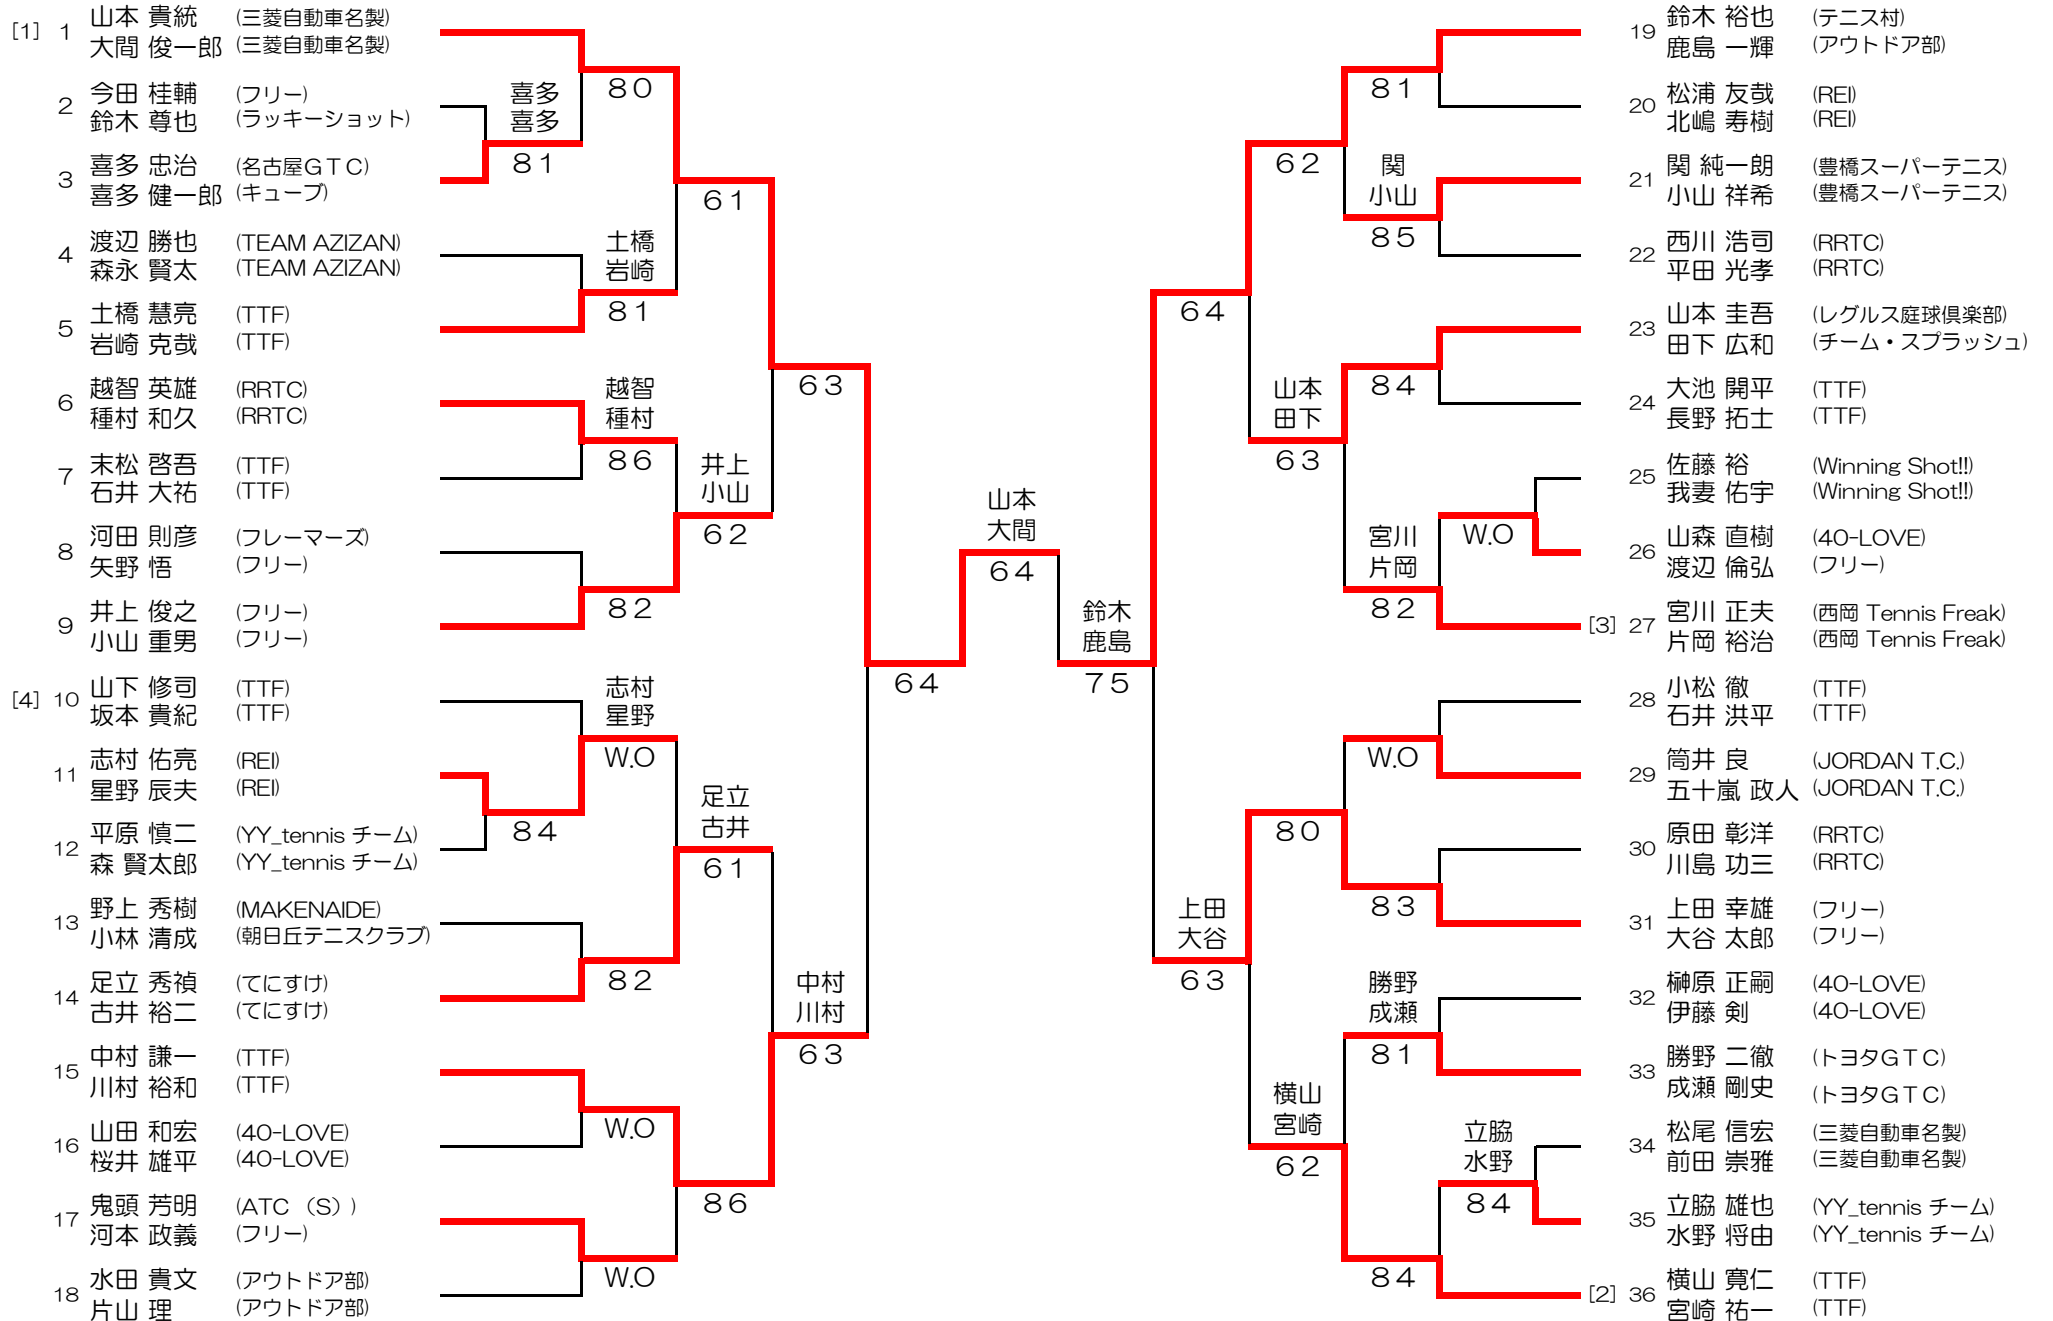 [1] 1 山本 貴統 (三菱自動車名製)
大間 俊一郎 (三菱自動車名製)
2 今田 桂輔 (フリー)
鈴木 尊也 (ラッキーショット)
3 喜多 忠治 (名古屋GTC)
喜多 健一郎 (キューブ)
4 渡辺 勝也 (TEAM AZIZAN)
森永 賢太 (TEAM AZIZAN)
5 土橋 慧亮 (TTF)
岩崎 克哉 (TTF)
6 越智 英雄 (RRTC)
種村 和久 (RRTC)
7 末松 啓吾 (TTF)
石井 大祐 (TTF)
8 河田 則彦 (フレーマーズ)
矢野 悟 (フリー)
9 井上 俊之 (フリー)
小山 重男 (フリー)
[4] 10 山下 修司 (TTF)
坂本 貴紀 (TTF)
11 志村 佑亮 (REI)
星野 辰夫 (REI)
12 平原 慎二 (YY_tennis チーム)
森 賢太郎 (YY_tennis チーム)
13 野上 秀樹 (MAKENAIDE)
小林 清成 (朝日丘テニスクラブ)
14 足立 秀禎 (てにすけ)
古井 裕二 (てにすけ)
15 中村 謙一 (TTF)
川村 裕和 (TTF)
16 山田 和宏 (40-LOVE)
桜井 雄平 (40-LOVE)
17 鬼頭 芳明 (ATC (S))
河本 政義 (フリー)
18 水田 貴文 (アウトドア部)
片山 理 (アウトドア部)
喜多
喜多
81
84
80
土橋
岩崎
81
越智
種村
86
82
志村
星野
W.O
82
W.O
W.O
61
井上
小山
62
足立
古井
61
86
63
中村
川村
63
64
山本
大間
64
鈴木
鹿島
75
64
上田
大谷
63
62
山本
田下
63
80
横山
宮崎
62
81
関
小山
85
84
宮川
片岡
82
W.O
83
勝野
成瀬
81
84
W.O
立脇
水野
84
19 鈴木 裕也 (テニス村)
鹿島 一輝 (アウトドア部)
20 松浦 友哉 (REI)
北嶋 寿樹 (REI)
21 関 純一朗 (豊橋スーパーテニス)
小山 祥希 (豊橋スーパーテニス)
22 西川 浩司 (RRTC)
平田 光孝 (RRTC)
23 山本 圭吾 (レグルス庭球倶楽部)
田下 広和 (チーム・スプラッシュ)
24 大池 開平 (TTF)
長野 拓士 (TTF)
25 佐藤 裕 (Winning Shot!!)
我妻 佑宇 (Winning Shot!!)
26 山森 直樹 (40-LOVE)
渡辺 倫弘 (フリー)
[3] 27 宮川 正夫 (西岡 Tennis Freak)
片岡 裕治 (西岡 Tennis Freak)
28 小松 徹 (TTF)
石井 洪平 (TTF)
29 筒井 良 (JORDAN T.C.)
五十嵐 政人 (JORDAN T.C.)
30 原田 彰洋 (RRTC)
川島 功三 (RRTC)
31 上田 幸雄 (フリー)
大谷 太郎 (フリー)
32 榊原 正嗣 (40-LOVE)
伊藤 剣 (40-LOVE)
33 勝野 二徹 (トヨタGTC)
成瀬 剛史 (トヨタGTC)
34 松尾 信宏 (三菱自動車名製)
前田 崇雅 (三菱自動車名製)
35 立脇 雄也 (YY_tennis チーム)
水野 将由 (YY_tennis チーム)
[2] 36 横山 寛仁 (TTF)
宮崎 祐一 (TTF)